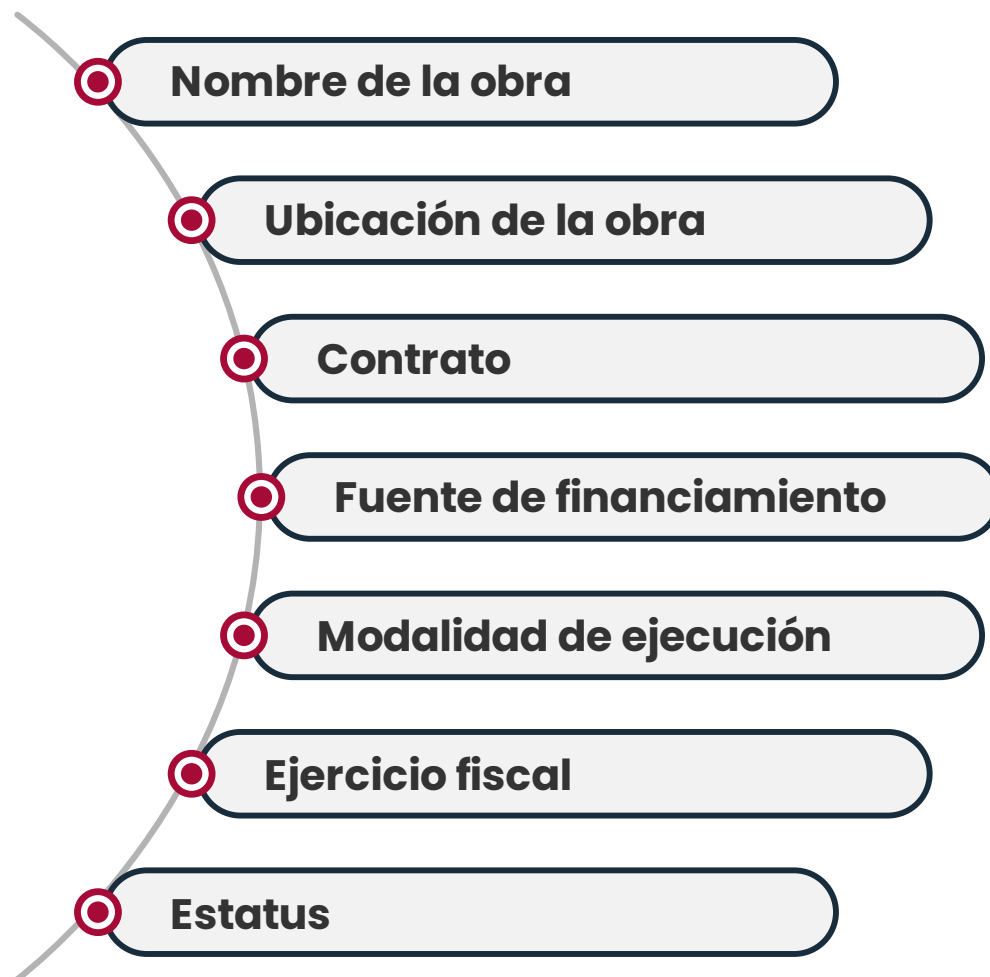 Nombre de la obra
Ubicación de la obra
Contrato
Fuente de financiamiento
Modalidad de ejecución
Ejercicio fiscal
Estatus